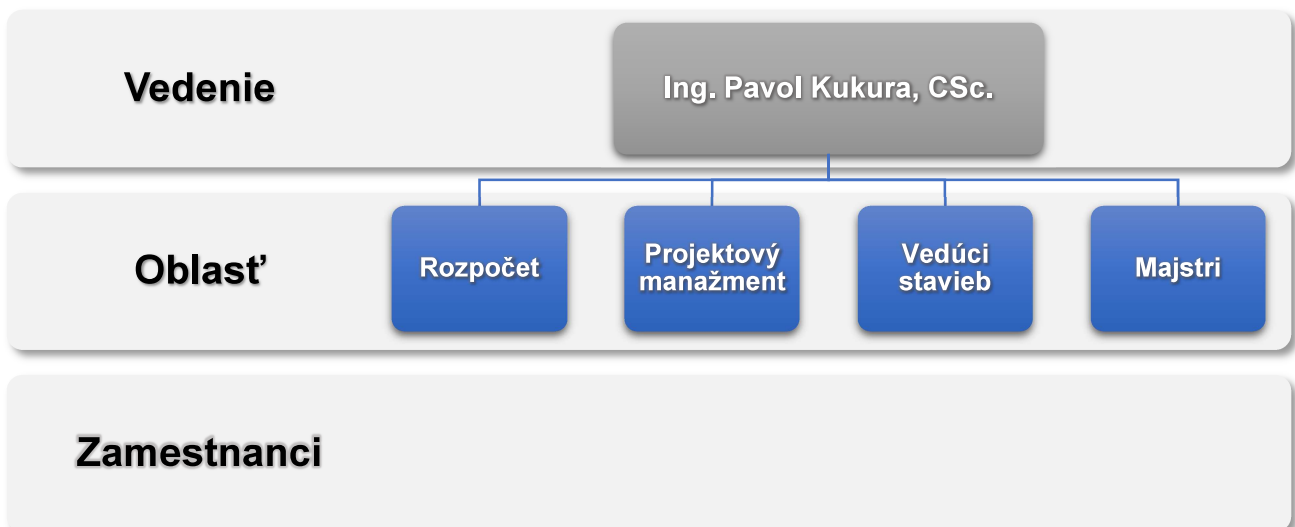 Vedenie
Ing. Pavol Kukura, CSc.
Oblasť
Rozpočet
Projektový
manažment
Vedúci
stavieb
Majstri
Zamestnanci